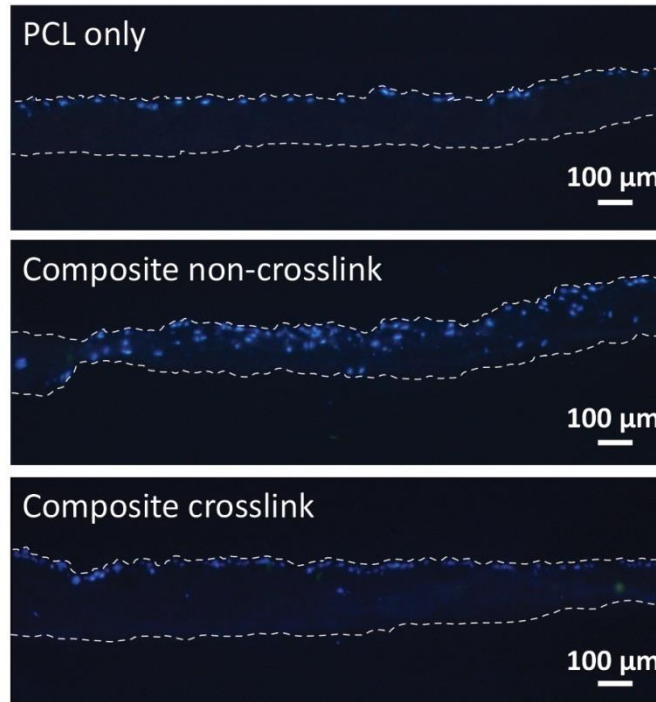 PCL only
100 µm
Composite non-crosslink
100 µm
Composite crosslink
100 µm